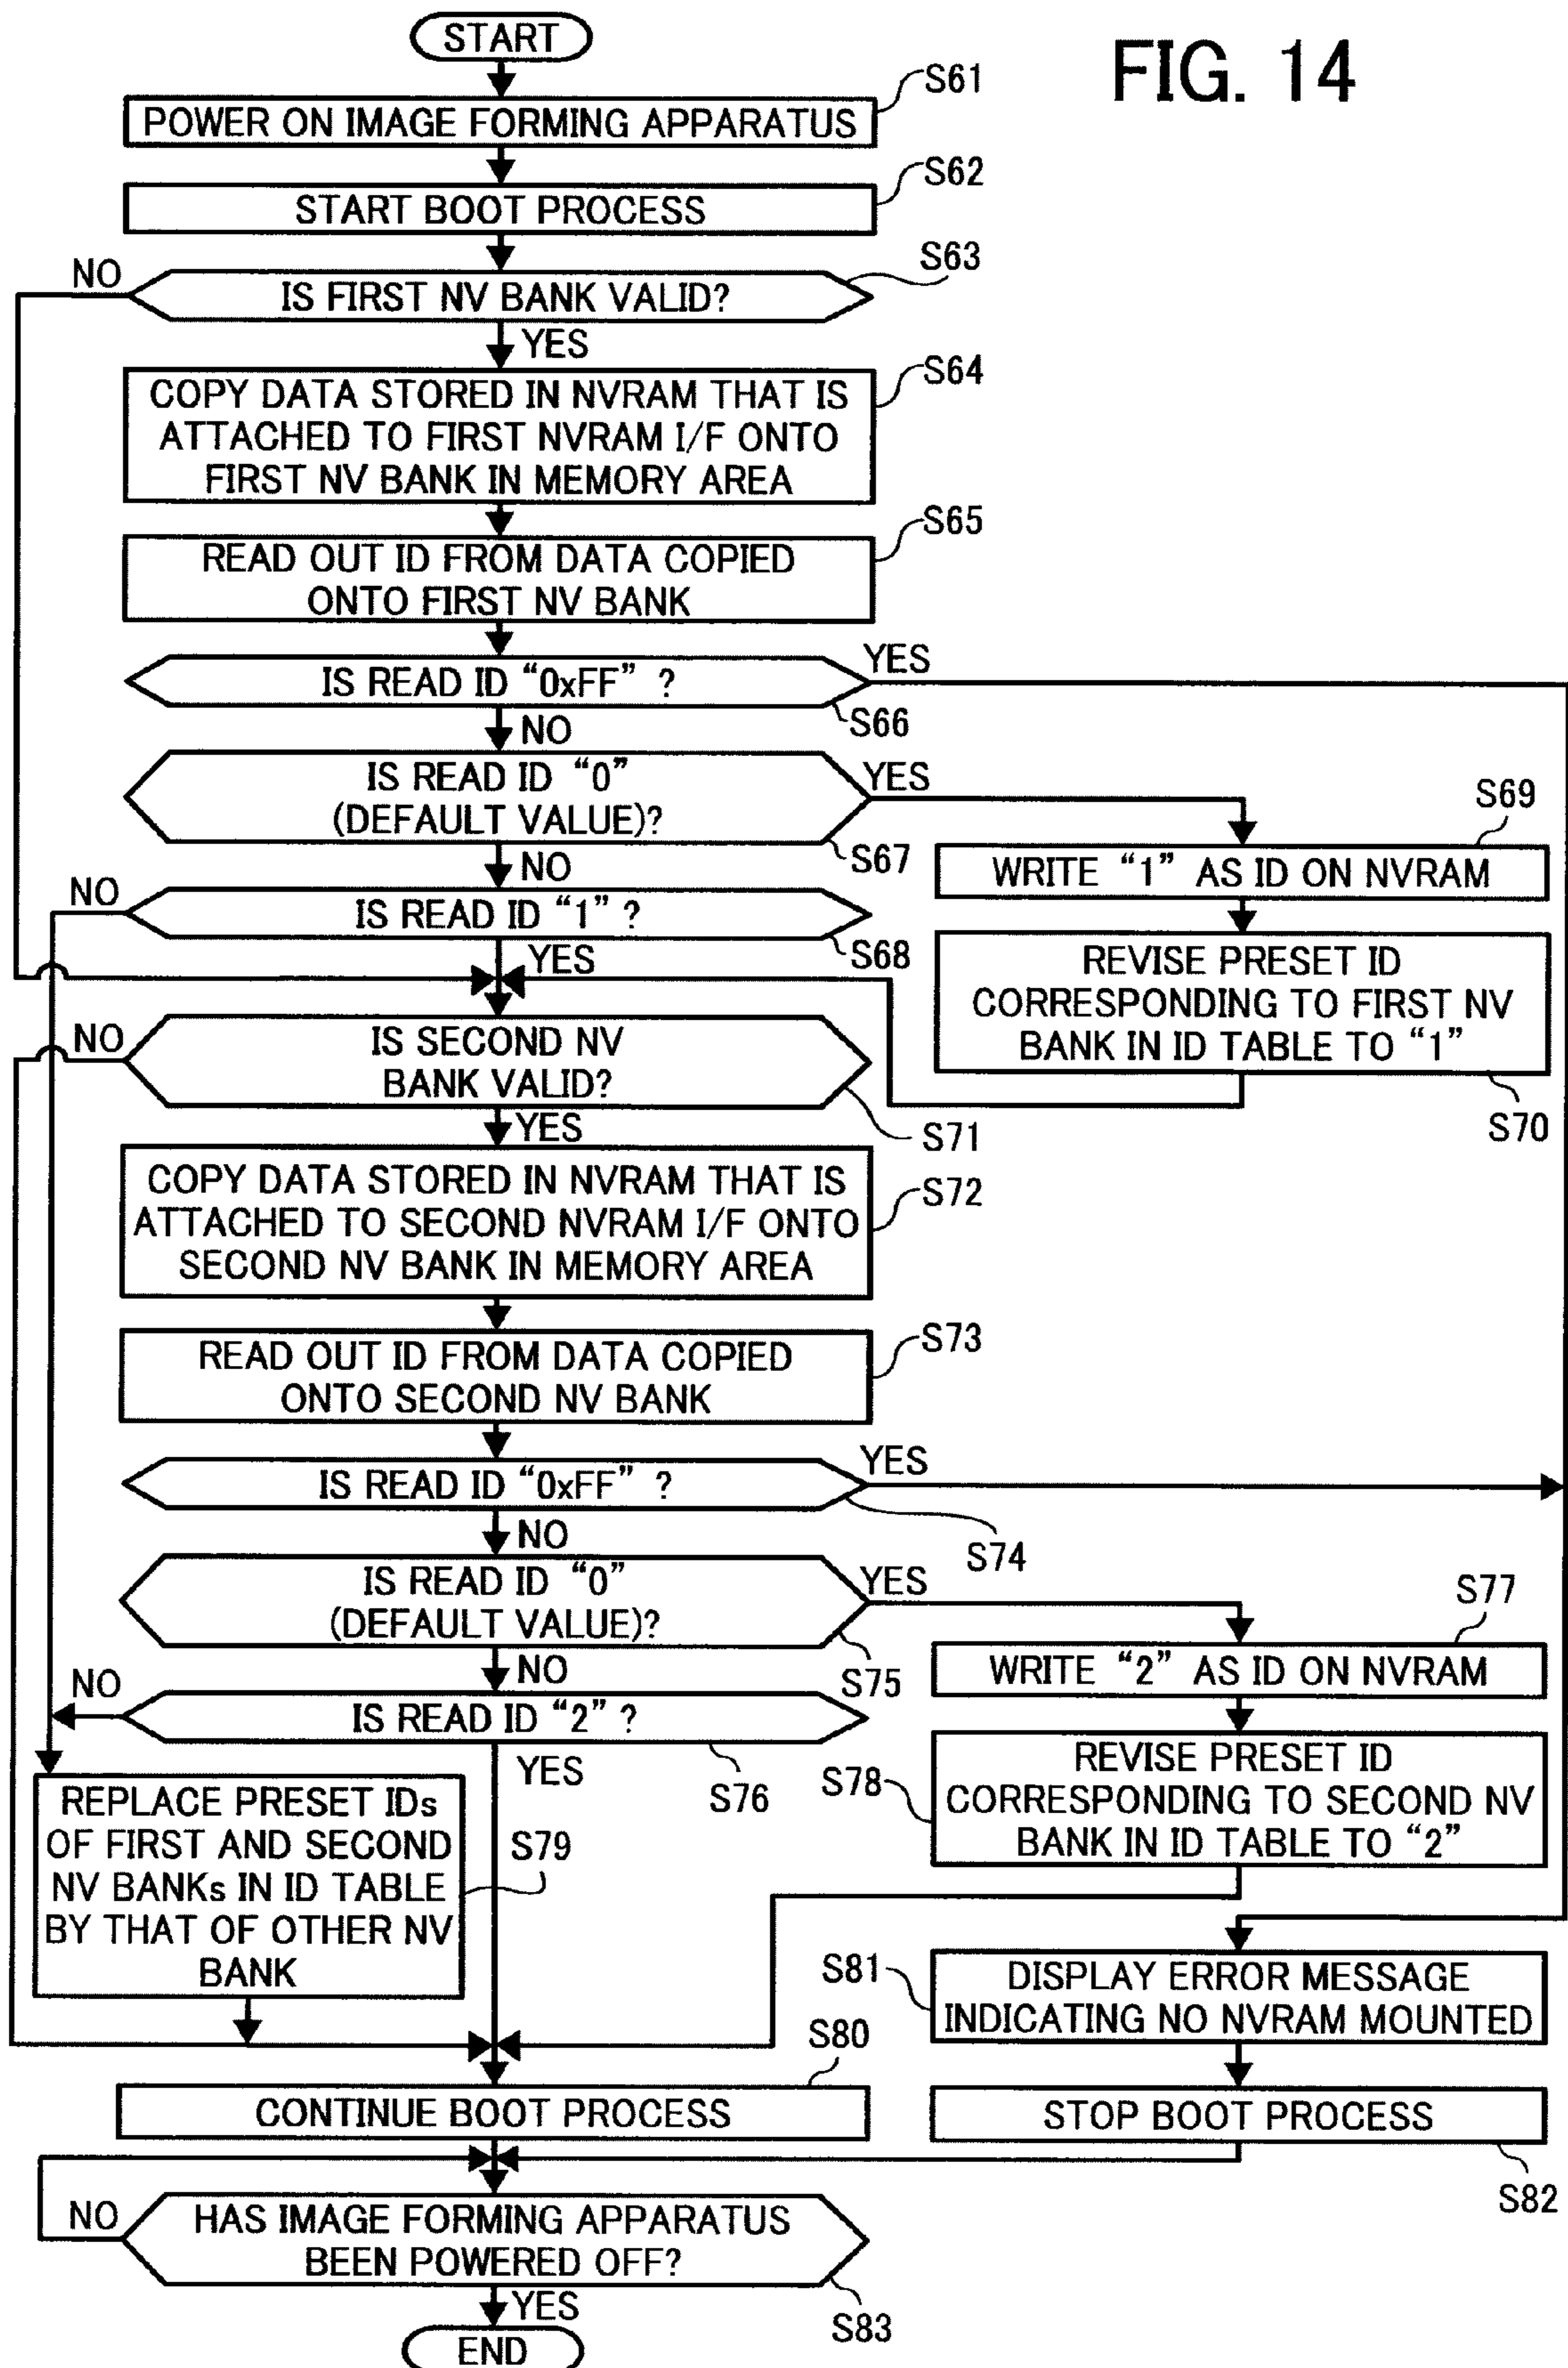 FIG. 14
START
S61
POWER ON IMAGE FORMING APPARATUS
S62
START BOOT PROCESS
S63
NO
IS FIRST NV BANK VALID?
YES
S64
COPY DATA STORED IN NVRAM THAT IS
ATTACHED TO FIRST NVRAM I/F ONTO
FIRST NV BANK IN MEMORY AREA
S65
READ OUT ID FROM DATA COPIED
ONTO FIRST NV BANK
YES
IS READ ID “0xFF” ?
S66
NO
IS READ ID “0”
(DEFAULT VALUE)?
YES
S67
NO
S69
WRITE “1” AS ID ON NVRAM
NO
IS READ ID “1” ?
S68
YES
REVISE PRESET ID
CORRESPONDING TO FIRST NV
BANK IN ID TABLE TO “1”
S70
NO
IS SECOND NV
BANK VALID?
S71
YES
COPY DATA STORED IN NVRAM THAT IS
ATTACHED TO SECOND NVRAM I/F ONTO
SECOND NV BANK IN MEMORY AREA
S72
READ OUT ID FROM DATA COPIED
ONTO SECOND NV BANK
S73
YES
IS READ ID “0xFF” ?
S74
NO
IS READ ID “0”
(DEFAULT VALUE)?
YES
S75
NO
S77
WRITE “2” AS ID ON NVRAM
NO
IS READ ID “2” ?
S76
YES
S78
REVISE PRESET ID
CORRESPONDING TO SECOND NV
BANK IN ID TABLE TO “2”
REPLACE PRESET IDs
OF FIRST AND SECOND
NV BANKs IN ID TABLE
BY THAT OF OTHER NV
BANK
S79
S81
DISPLAY ERROR MESSAGE
INDICATING NO NVRAM MOUNTED
S80
CONTINUE BOOT PROCESS
STOP BOOT PROCESS
S82
NO
HAS IMAGE FORMING APPARATUS
BEEN POWERED OFF?
S83
YES
END